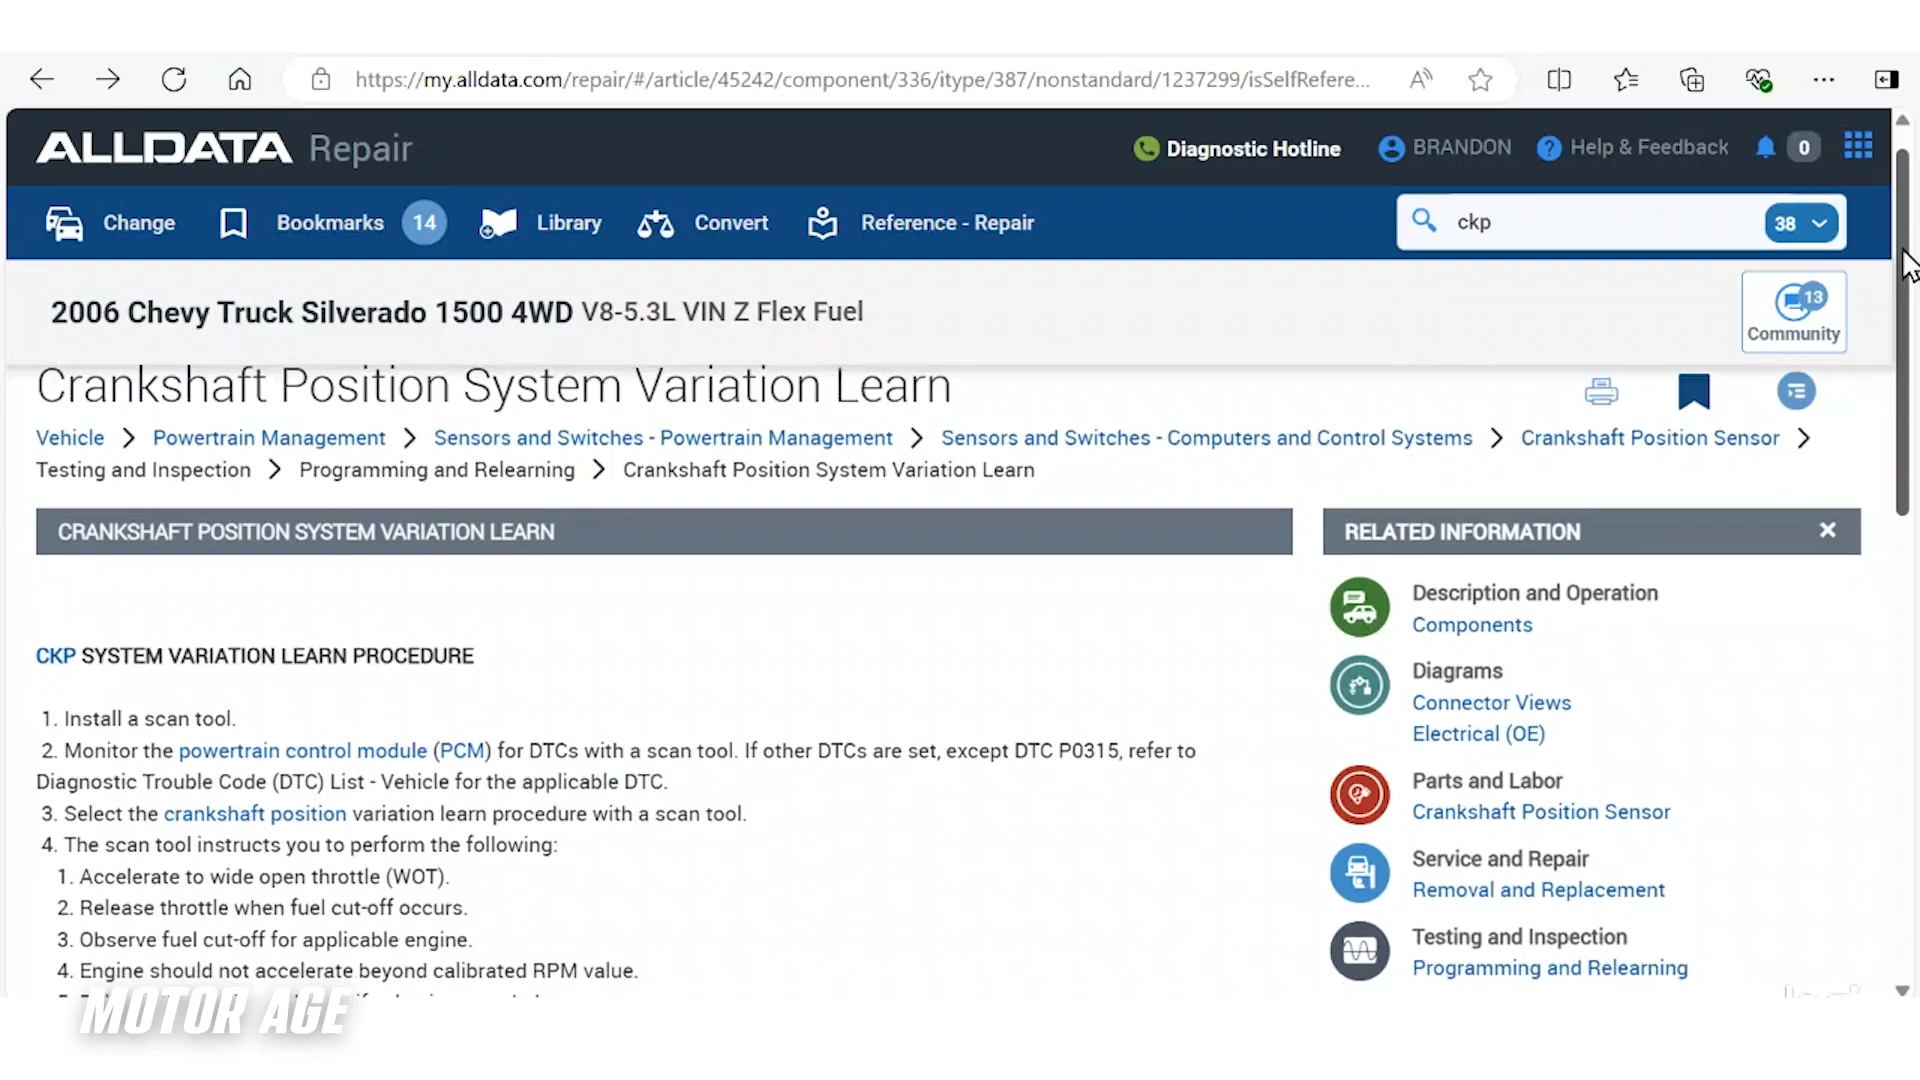 https://my.alldata.com/repair/#/article/45242/component/336/itype/387/nonstandard/1237299/isSelfRefere...
ALLDATA Repair
Diagnostic Hotline
BRANDON
Help & Feedback
0
Change
Bookmarks 14
Library
Convert
Reference - Repair
ckp
38
2006 Chevy Truck Silverado 1500 4WD V8-5.3L VIN Z Flex Fuel
13
Community
Crankshaft Position System Variation Learn
Vehicle > Powertrain Management > Sensors and Switches - Powertrain Management > Sensors and Switches - Computers and Control Systems > Crankshaft Position Sensor >
Testing and Inspection > Programming and Relearning > Crankshaft Position System Variation Learn
CRANKSHAFT POSITION SYSTEM VARIATION LEARN
CKP SYSTEM VARIATION LEARN PROCEDURE
1. Install a scan tool.
2. Monitor the powertrain control module (PCM) for DTCs with a scan tool. If other DTCs are set, except DTC P0315, refer to
Diagnostic Trouble Code (DTC) List - Vehicle for the applicable DTC.
3. Select the crankshaft position variation learn procedure with a scan tool.
4. The scan tool instructs you to perform the following:
1. Accelerate to wide open throttle (WOT).
2. Release throttle when fuel cut-off occurs.
3. Observe fuel cut-off for applicable engine.
4. Engine should not accelerate beyond calibrated RPM value.
RELATED INFORMATION
Description and Operation
Components
Diagrams
Connector Views
Electrical (OE)
Parts and Labor
Crankshaft Position Sensor
Service and Repair
Removal and Replacement
Testing and Inspection
Programming and Relearning
MOTOR AGE